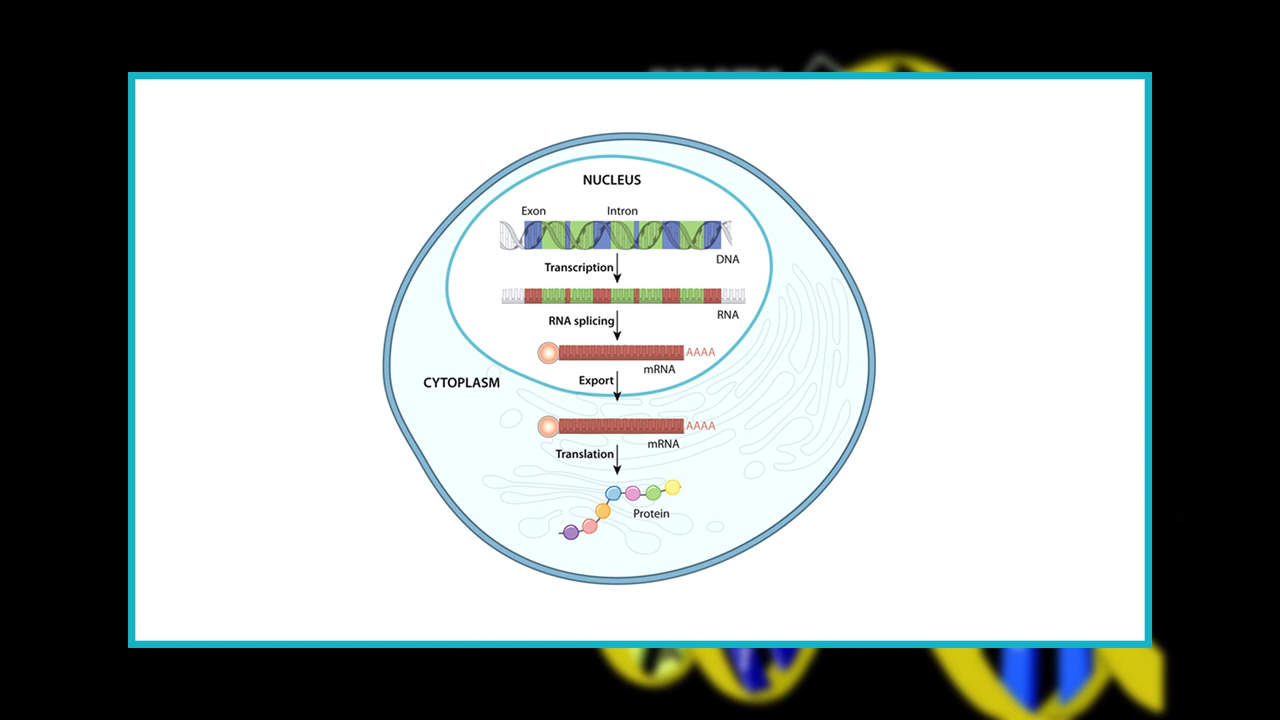 NUCLEUS
Exon Intron
DNA
Transcription
RNA
RNA splicing
AAAA
mRNA
Export
CYTOPLASM
AAAA
mRNA
Translation
Protein